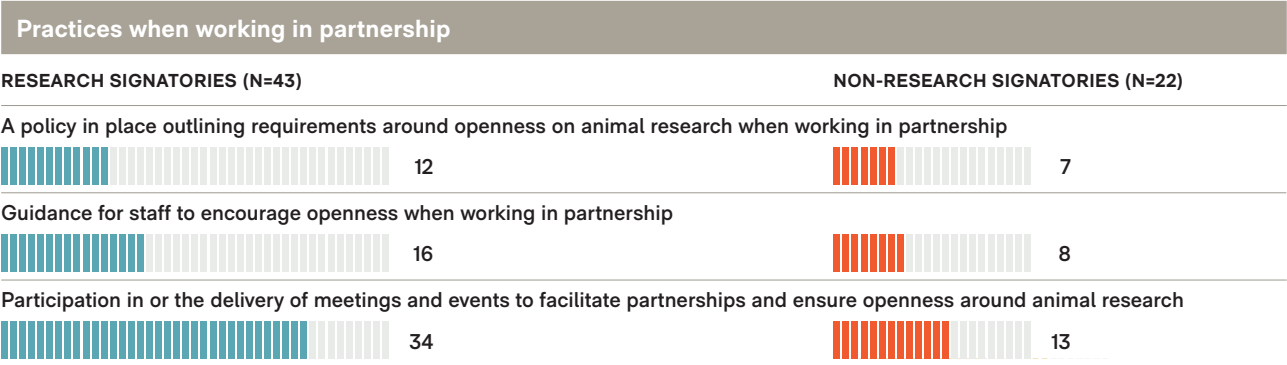 Practices when working in partnership
RESEARCH SIGNATORIES (N=43) NON-RESEARCH SIGNATORIES (N=22)
A policy in place outlining requirements around openness on animal research when working in partnership
12 7
Guidance for staff to encourage openness when working in partnership
16 8
Participation in or the delivery of meetings and events to facilitate partnerships and ensure openness around animal research
34 13